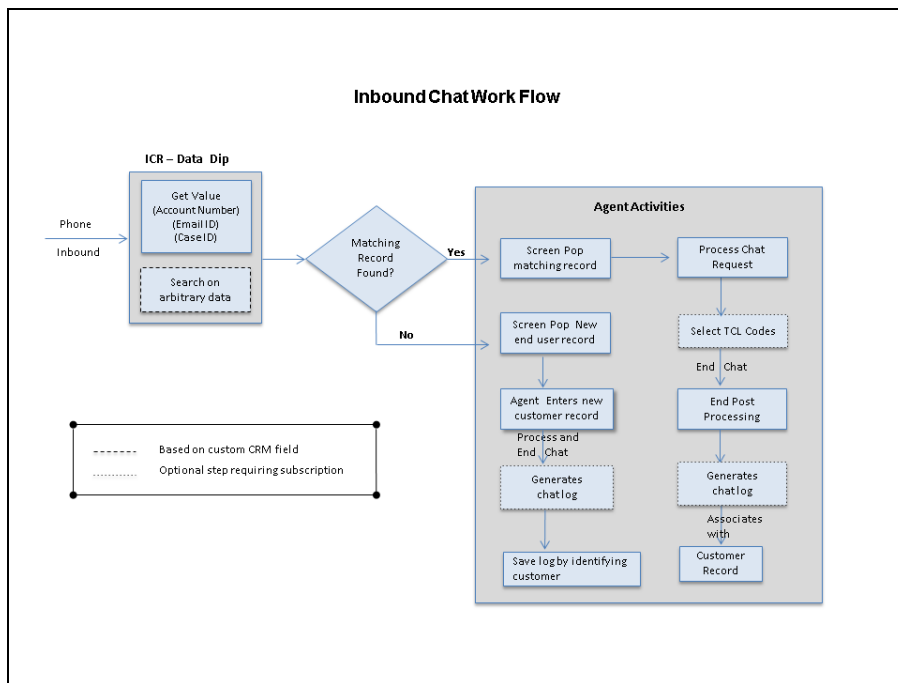 Inbound Chat Work Flow
ICR – Data Dip
Get Value
(Account Number)
(Email ID)
(Case ID)
Search on
arbitrary data
Phone
Inbound
Matching
Record
Found?
Yes
No
Agent Activities
Screen Pop
matching record
Process Chat
Request
Select TCL Codes
End Chat
End Post
Processing
Generates
chat log
Associates
with
Customer
Record
Screen Pop New
end user record
Agent Enters new
customer record
Process and
End Chat
Generates
chat log
Save log by identifying
customer
Based on custom CRM field
Optional step requiring subscription